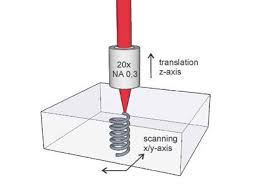 20x
NA 0,3
translation
z-axis
scanning
x/y-axis